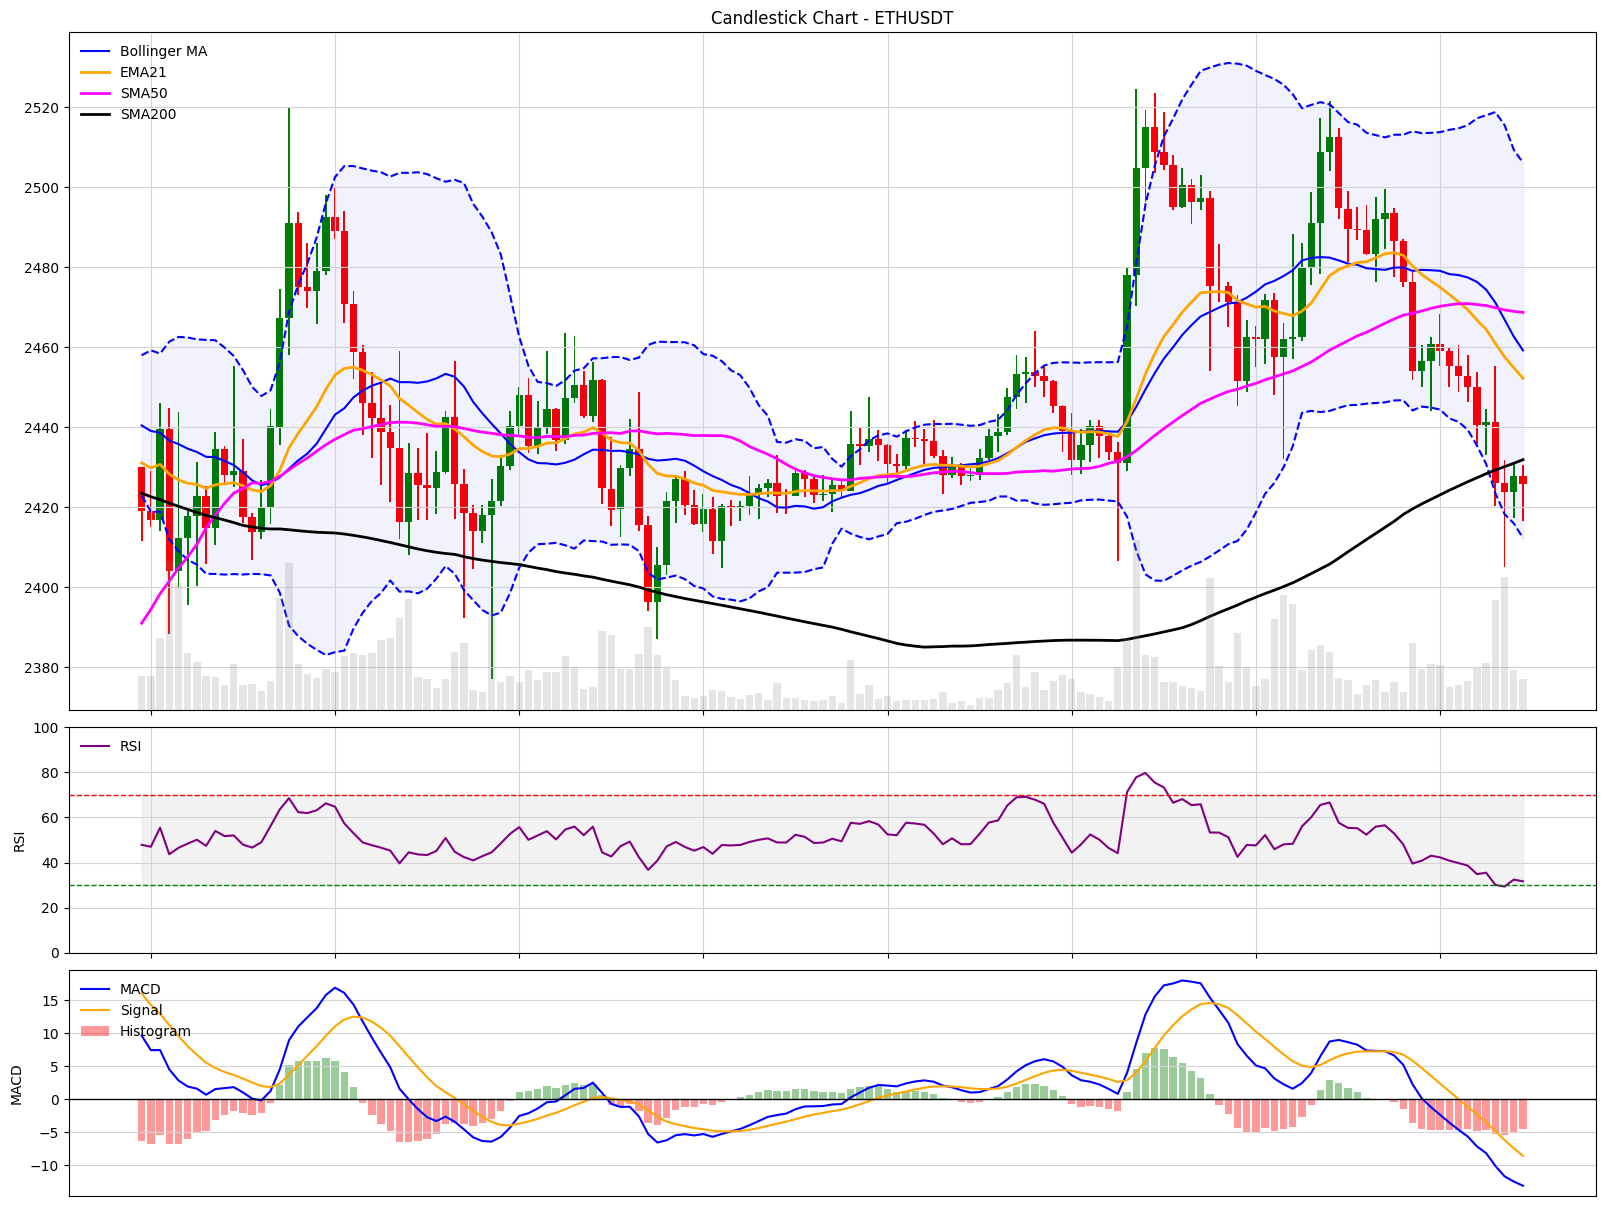 Candlestick Chart - ETHUSDT
Bollinger MA
EMA21
SMA50
SMA200
2520
2500
2480
2460
2440
2420
2400
2380
RSI
100
80
60
40
20
0
RSI
MACD
Signal
Histogram
15
10
5
0
−5
−10
MACD